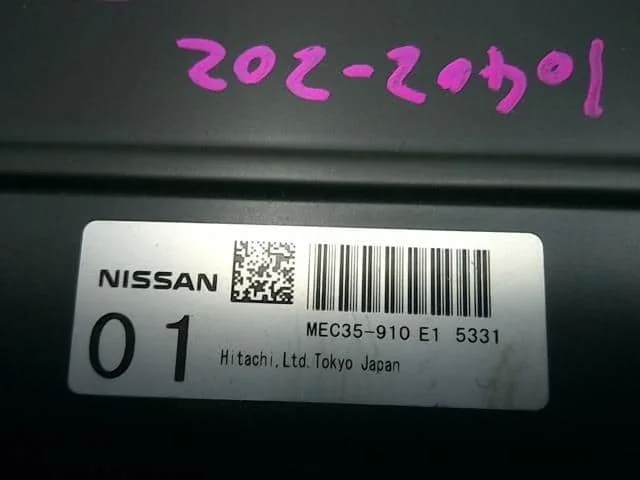 10402-202
NISSAN
01
MEC35-910 E1 5331
Hitachi,Ltd.Tokyo Japan